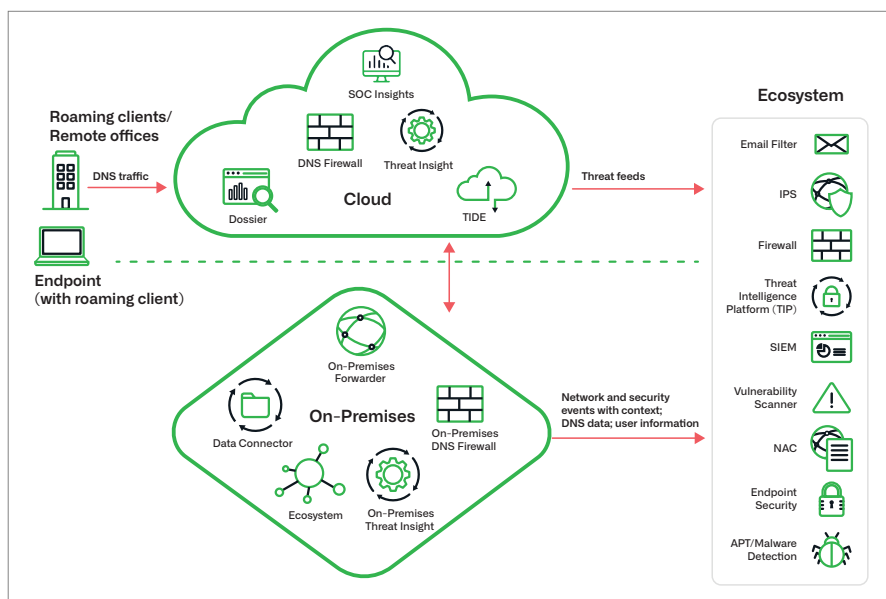 SOC Insights
Roaming clients/
Remote offices
DNS traffic
DNS Firewall
Threat Insight
Dossier
Cloud
TIDE
Threat feeds
Endpoint
(with roaming client)
On-Premises
Forwarder
On-Premises
Data Connector
On-Premises
DNS Firewall
Ecosystem
On-Premises
Threat Insight
Network and security
events with context;
DNS data; user information
Ecosystem
Email Filter
IPS
Firewall
Threat
Intelligence
Platform (TIP)
SIEM
Vulnerability
Scanner
NAC
Endpoint
Security
APT/Malware
Detection